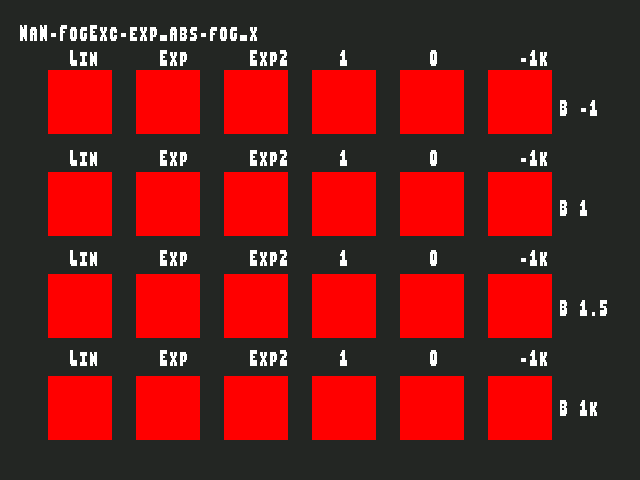 NaN-FogExc-exp_abs-fog_x
Lin Exp Exp2 1 0 -1k
B -1
Lin Exp Exp2 1 0 -1k
B 1
Lin Exp Exp2 1 0 -1k
B 1.5
Lin Exp Exp2 1 0 -1k
B 1k